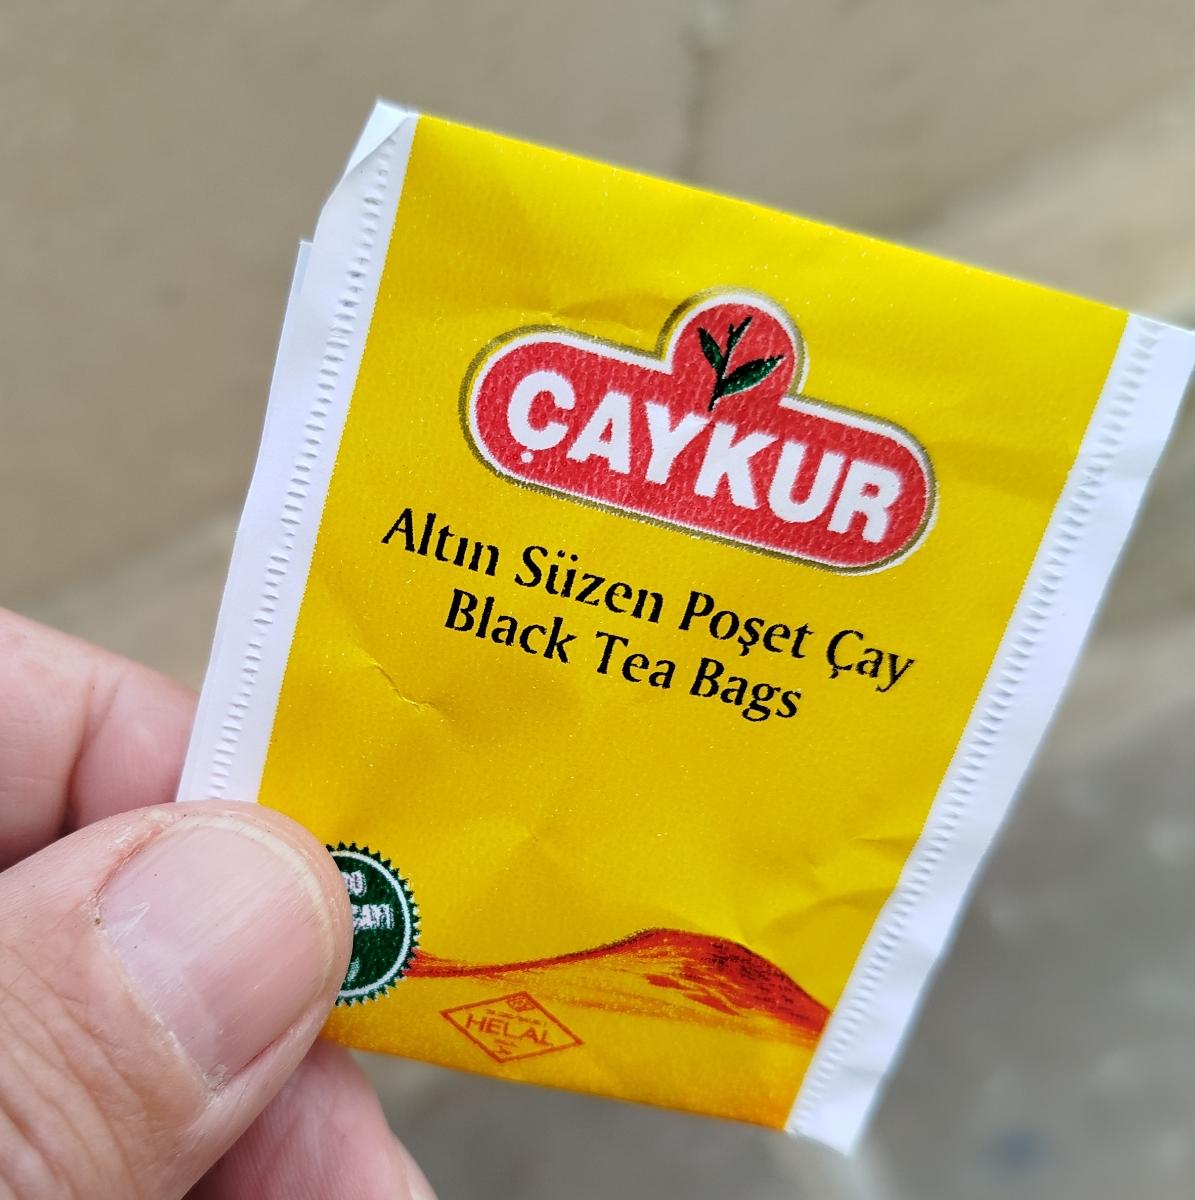 ÇAYKUR
Altın Süzen Poşet Çay
Black Tea Bags
HELAL